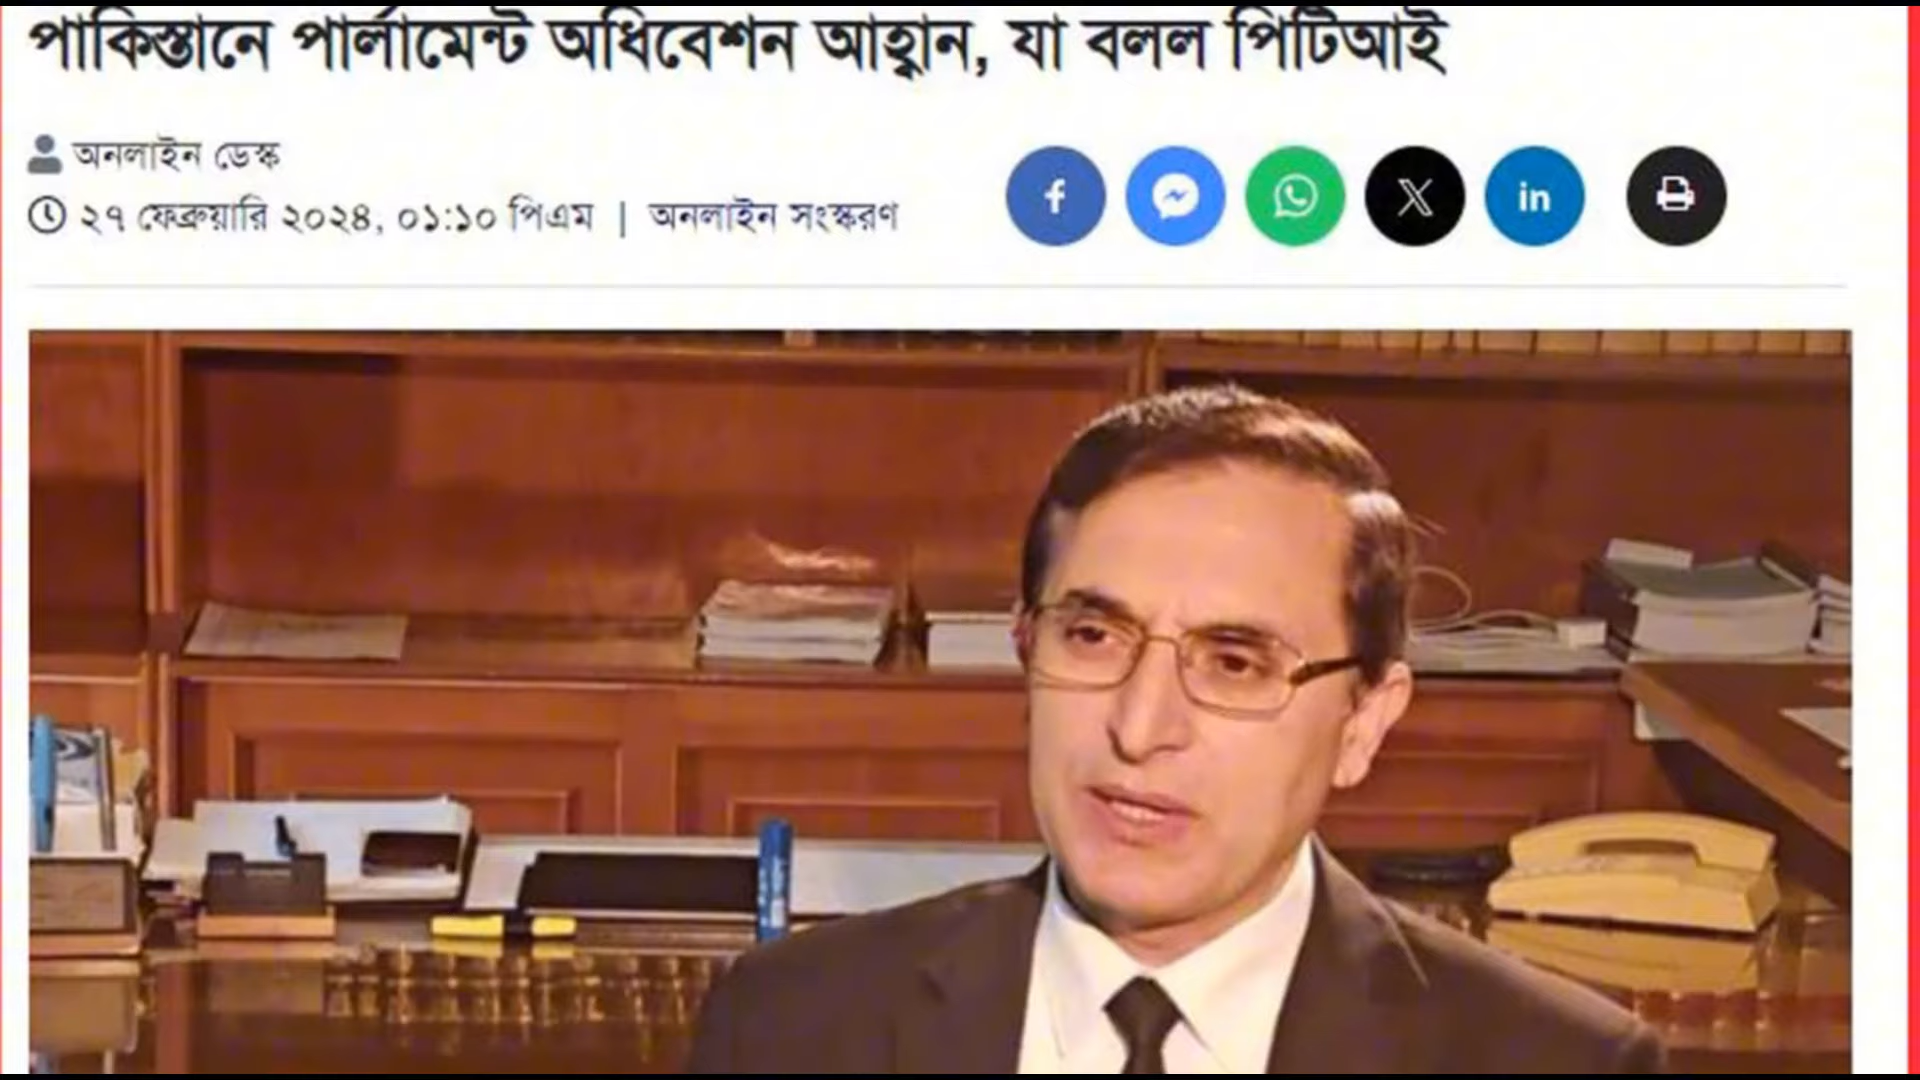 পাকিস্তানে পার্লামেন্ট অধিবেশন আহ্বান, যা বলল পিটিআই
অনলাইন ডেস্ক
২৭ ফেব্রুয়ারি ২০২৪, ০১:১০ পিএম | অনলাইন সংস্করণ